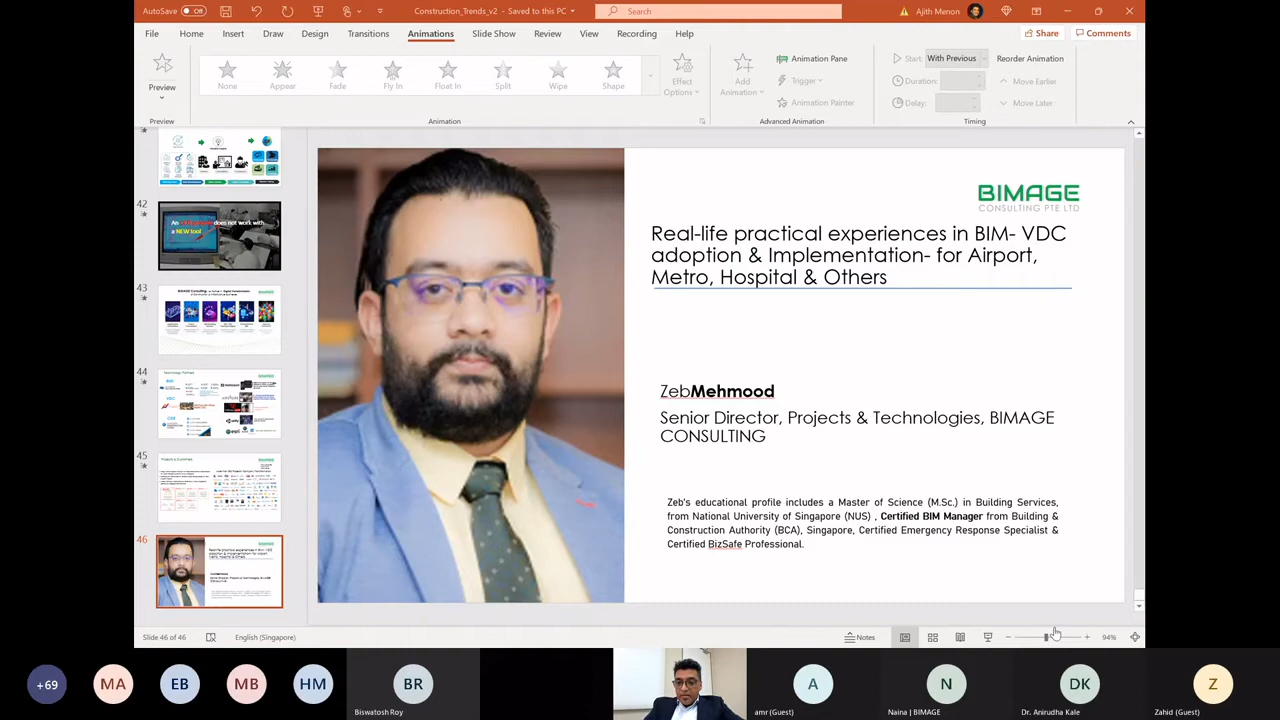 AutoSave Off Construction_Trends_v2 - Saved to this PC Search Ajith Menon
File Home Insert Draw Design Transitions Animations Slide Show Review View Recording Help Share Comments
Preview None Appear Fade Fly In Float In Split Wipe Shape Effect Options Add Animation Animation Pane Trigger Animation Painter Start: With Previous Duration: Delay: Reorder Animation Move Earlier Move Later
Preview Animation Advanced Animation Timing
42
An does not work with
a NEW tool
43
44
45
46
BIMAGE
CONSULTING PTE LTD
Real-life practical experiences in BIM- VDC
adoption & Implementation- for Airport,
Metro, Hospital & Others
ZebMehmood
Senior Director, Projects & Technologies, BIMAGE
CONSULTING
Zeb's educational profile includes a Master of Science (M.Sc.) in Building Services,
from National University of Singapore (NUS) , Certified BIM Manager from Building &
Construction Authority (BCA), Singapore, Certified Emergency Response Specialist &
Certified BizSafe Professional.
Slide 46 of 46 English (Singapore) Notes 94%
+69 MA EB MB HM BR A N DK Z
Biswatosh Roy amr (Guest) Naina | BIMAGE Dr. Anirudha Kale Zahid (Guest)